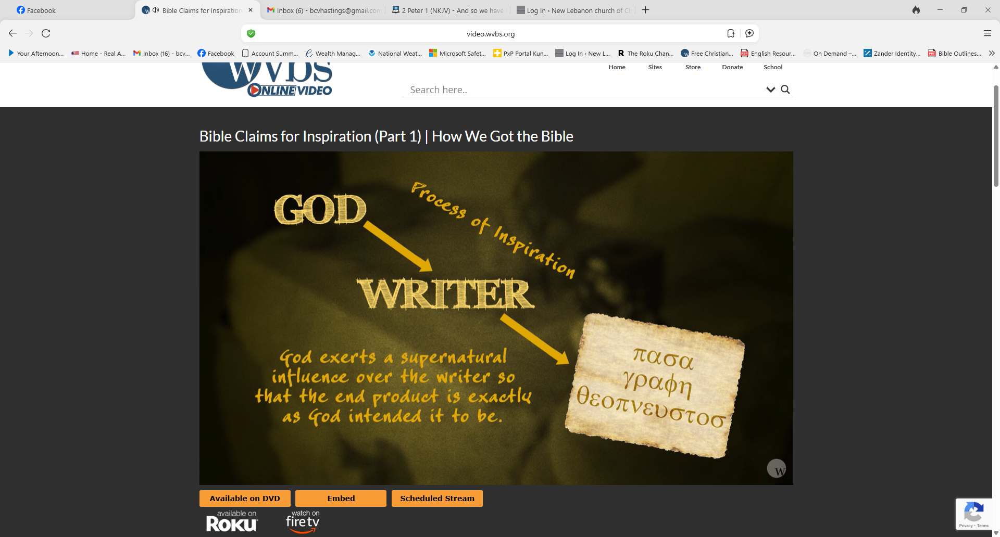 Facebook
Bible Claims for Inspiration
Inbox (6) - bcvhastings@gmail.com
2 Peter 1 (NKJV) - And so we have
Log In ‹ New Lebanon church of Ch
video.wvbs.org
Your Afternoon...
Home - Real A...
Inbox (16) - bcv...
Facebook
Account Summ...
Wealth Manag...
National Weat...
Microsoft Safet...
PxP Portal Kun...
Log In ‹ New L...
The Roku Chan...
Free Christian...
English Resour...
On Demand –...
Zander Identity...
Bible Outlines...
wvbs
ONLINE VIDEO
Home
Sites
Store
Donate
School
Search here..
Bible Claims for Inspiration (Part 1) | How We Got the Bible
GOD
Process of Inspiration
WRITER
God exerts a supernatural
influence over the writer so
that the end product is exactly
as God intended it to be.
πασα
γραφη
θεοπνευστοσ
W
Available on DVD
Embed
Scheduled Stream
available on
ROKU
watch on
firetv
Privacy - Terms